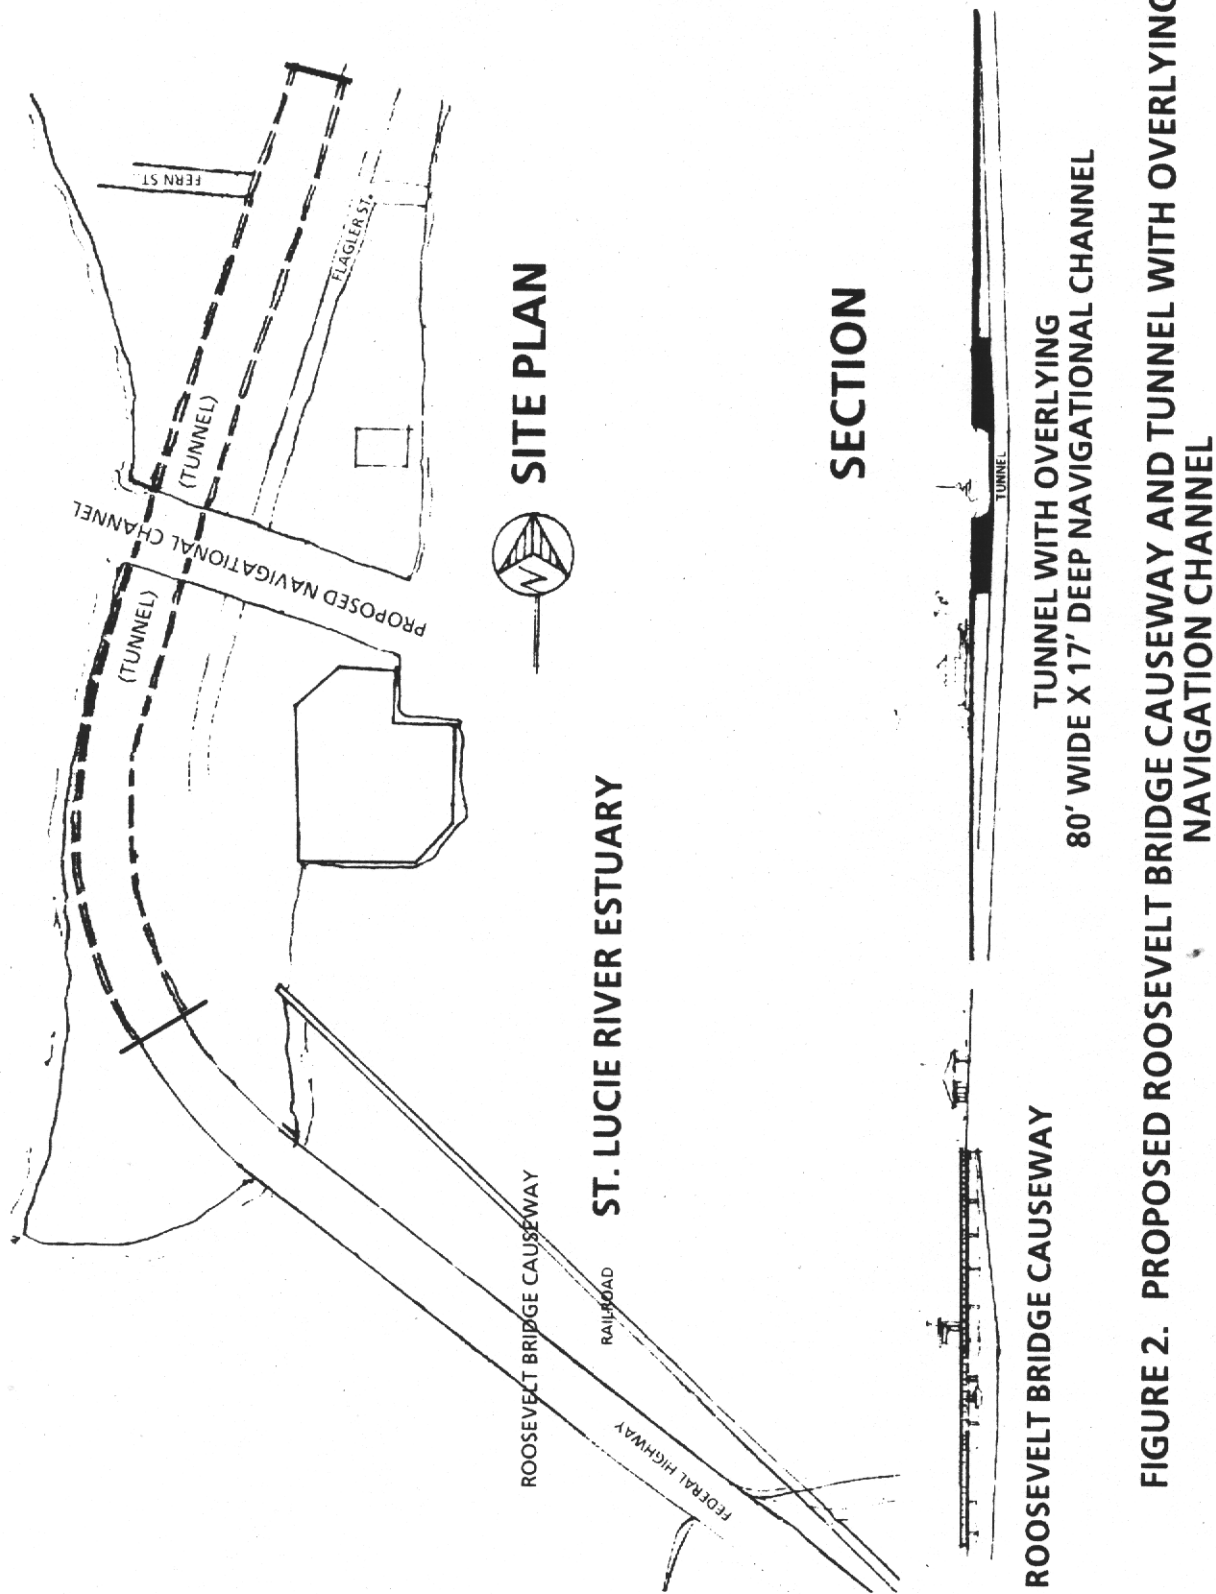 FERN ST.
FLAGLER ST.
(TUNNEL)
PROPOSED NAVIGATIONAL CHANNEL
(TUNNEL)
N
SITE PLAN
ST. LUCIE RIVER ESTUARY
ROOSEVELT BRIDGE CAUSEWAY
RAILROAD
FEDERAL HIGHWAY
SECTION
TUNNEL
TUNNEL WITH OVERLYING
80' WIDE X 17' DEEP NAVIGATIONAL CHANNEL
ROOSEVELT BRIDGE CAUSEWAY
FIGURE 2. PROPOSED ROOSEVELT BRIDGE CAUSEWAY AND TUNNEL WITH OVERLYING
NAVIGATION CHANNEL